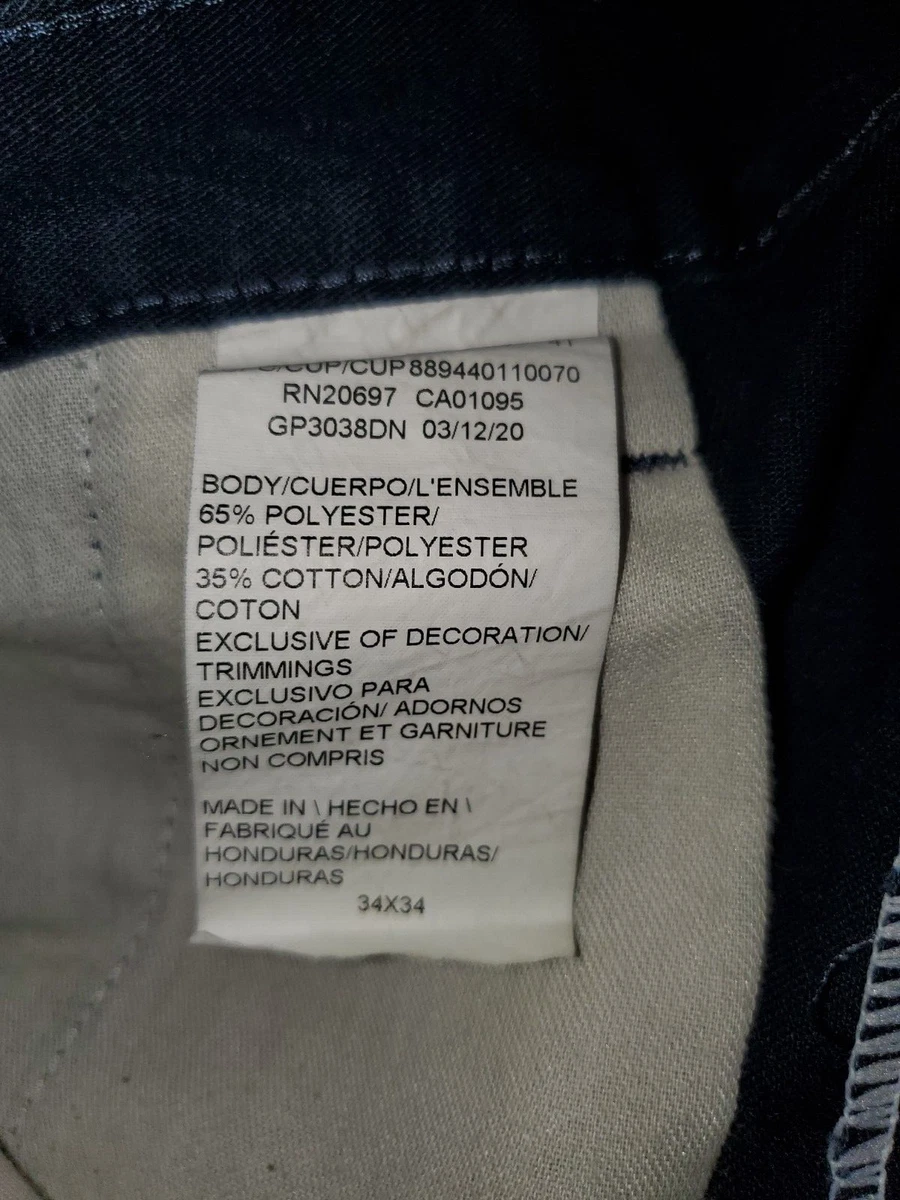 CUP/CUP 889440110070
RN20697 CA01095
GP3038DN 03/12/20
BODY/CUERPO/L'ENSEMBLE
65% POLYESTER/
POLIÉSTER/POLYESTER
35% COTTON/ALGODÓN/
COTON
EXCLUSIVE OF DECORATION/
TRIMMINGS
EXCLUSIVO PARA
DECORACIÓN/ ADORNOS
ORNEMENT ET GARNITURE
NON COMPRIS
MADE IN \ HECHO EN \
FABRIQUÉ AU
HONDURAS/HONDURAS/
HONDURAS
34X34